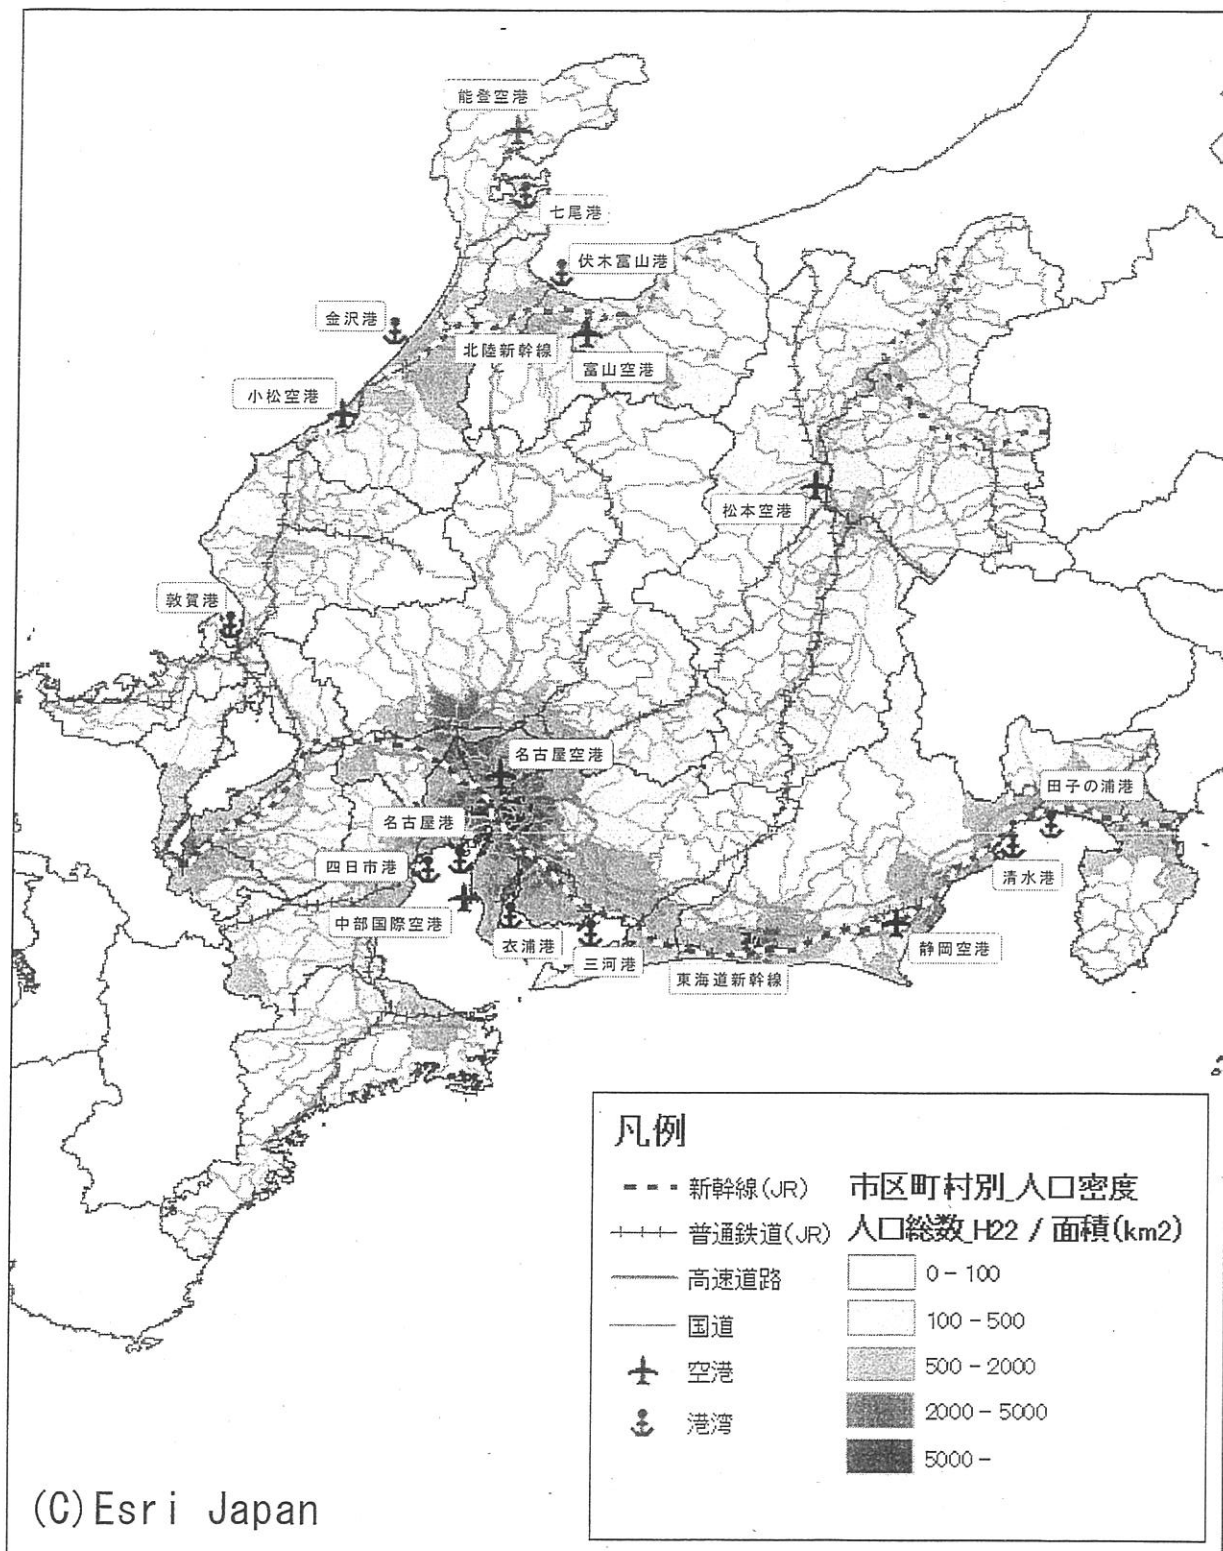 能登空港
七尾港
伏木富山港
金沢港
北陸新幹線
富山空港
小松空港
松本空港
敦賀港
名古屋空港
田子の浦港
名古屋港
四日市港
清水港
中部国際空港
衣浦港
三河港
東海道新幹線
静岡空港
凡例
新幹線(JR)
普通鉄道(JR)
高速道路
国道
空港
港湾
市区町村別_人口密度
人口総数_H22 / 面積(km2)
0-100
100-500
500-2000
2000-5000
5000-
(C)Esri Japan